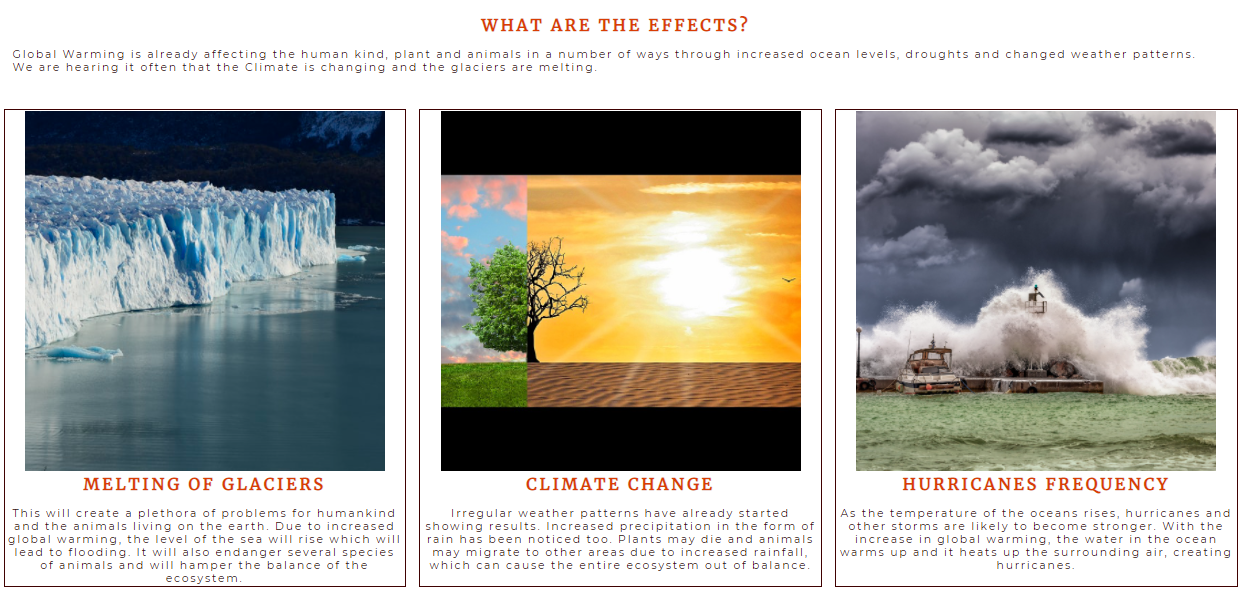 WHAT ARE THE EFFECTS?
Global Warming is already affecting the human kind, plant and animals in a number of ways through increased ocean levels, droughts and changed weather patterns.
We are hearing it often that the Climate is changing and the glaciers are melting.
MELTING OF GLACIERS
This will create a plethora of problems for humankind
and the animals living on the earth. Due to increased
global warming, the level of the sea will rise which will
lead to flooding. It will also endanger several species
of animals and will hamper the balance of the
ecosystem.
CLIMATE CHANGE
Irregular weather patterns have already started
showing results. Increased precipitation in the form of
rain has been noticed too. Plants may die and animals
may migrate to other areas due to increased rainfall,
which can cause the entire ecosystem out of balance.
HURRICANES FREQUENCY
As the temperature of the oceans rises, hurricanes and
other storms are likely to become stronger. With the
increase in global warming, the water in the ocean
warms up and it heats up the surrounding air, creating
hurricanes.